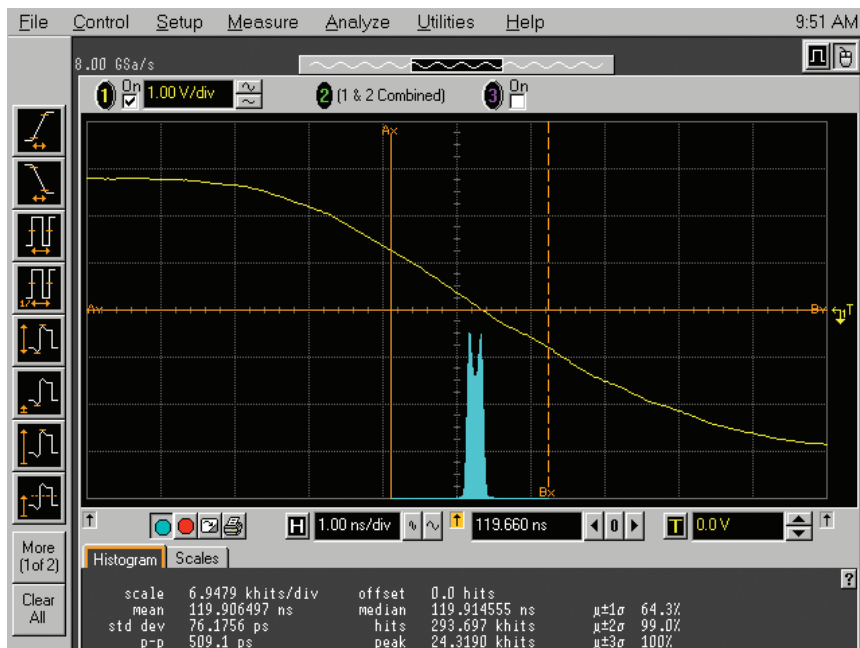 File Control Setup Measure Analyze Utilities Help 9:51 AM
8.00 GSa/s
1 On 1.00 V/div 2 (1 & 2 Combined) 3 On
Ax
Ay By T
Bx
H 1.00 ns/div 119.660 ns 0 T 0.0 V
More
(1 of 2)
Clear
All
Histogram Scales
?
scale 6.9479 khits/div offset 0.0 hits
mean 119.906497 ns median 119.914555 ns µ±1σ 64.3%
std dev 76.1756 ps hits 293.697 khits µ±2σ 99.0%
p-p 509.1 ps peak 24.3190 khits µ±3σ 100%